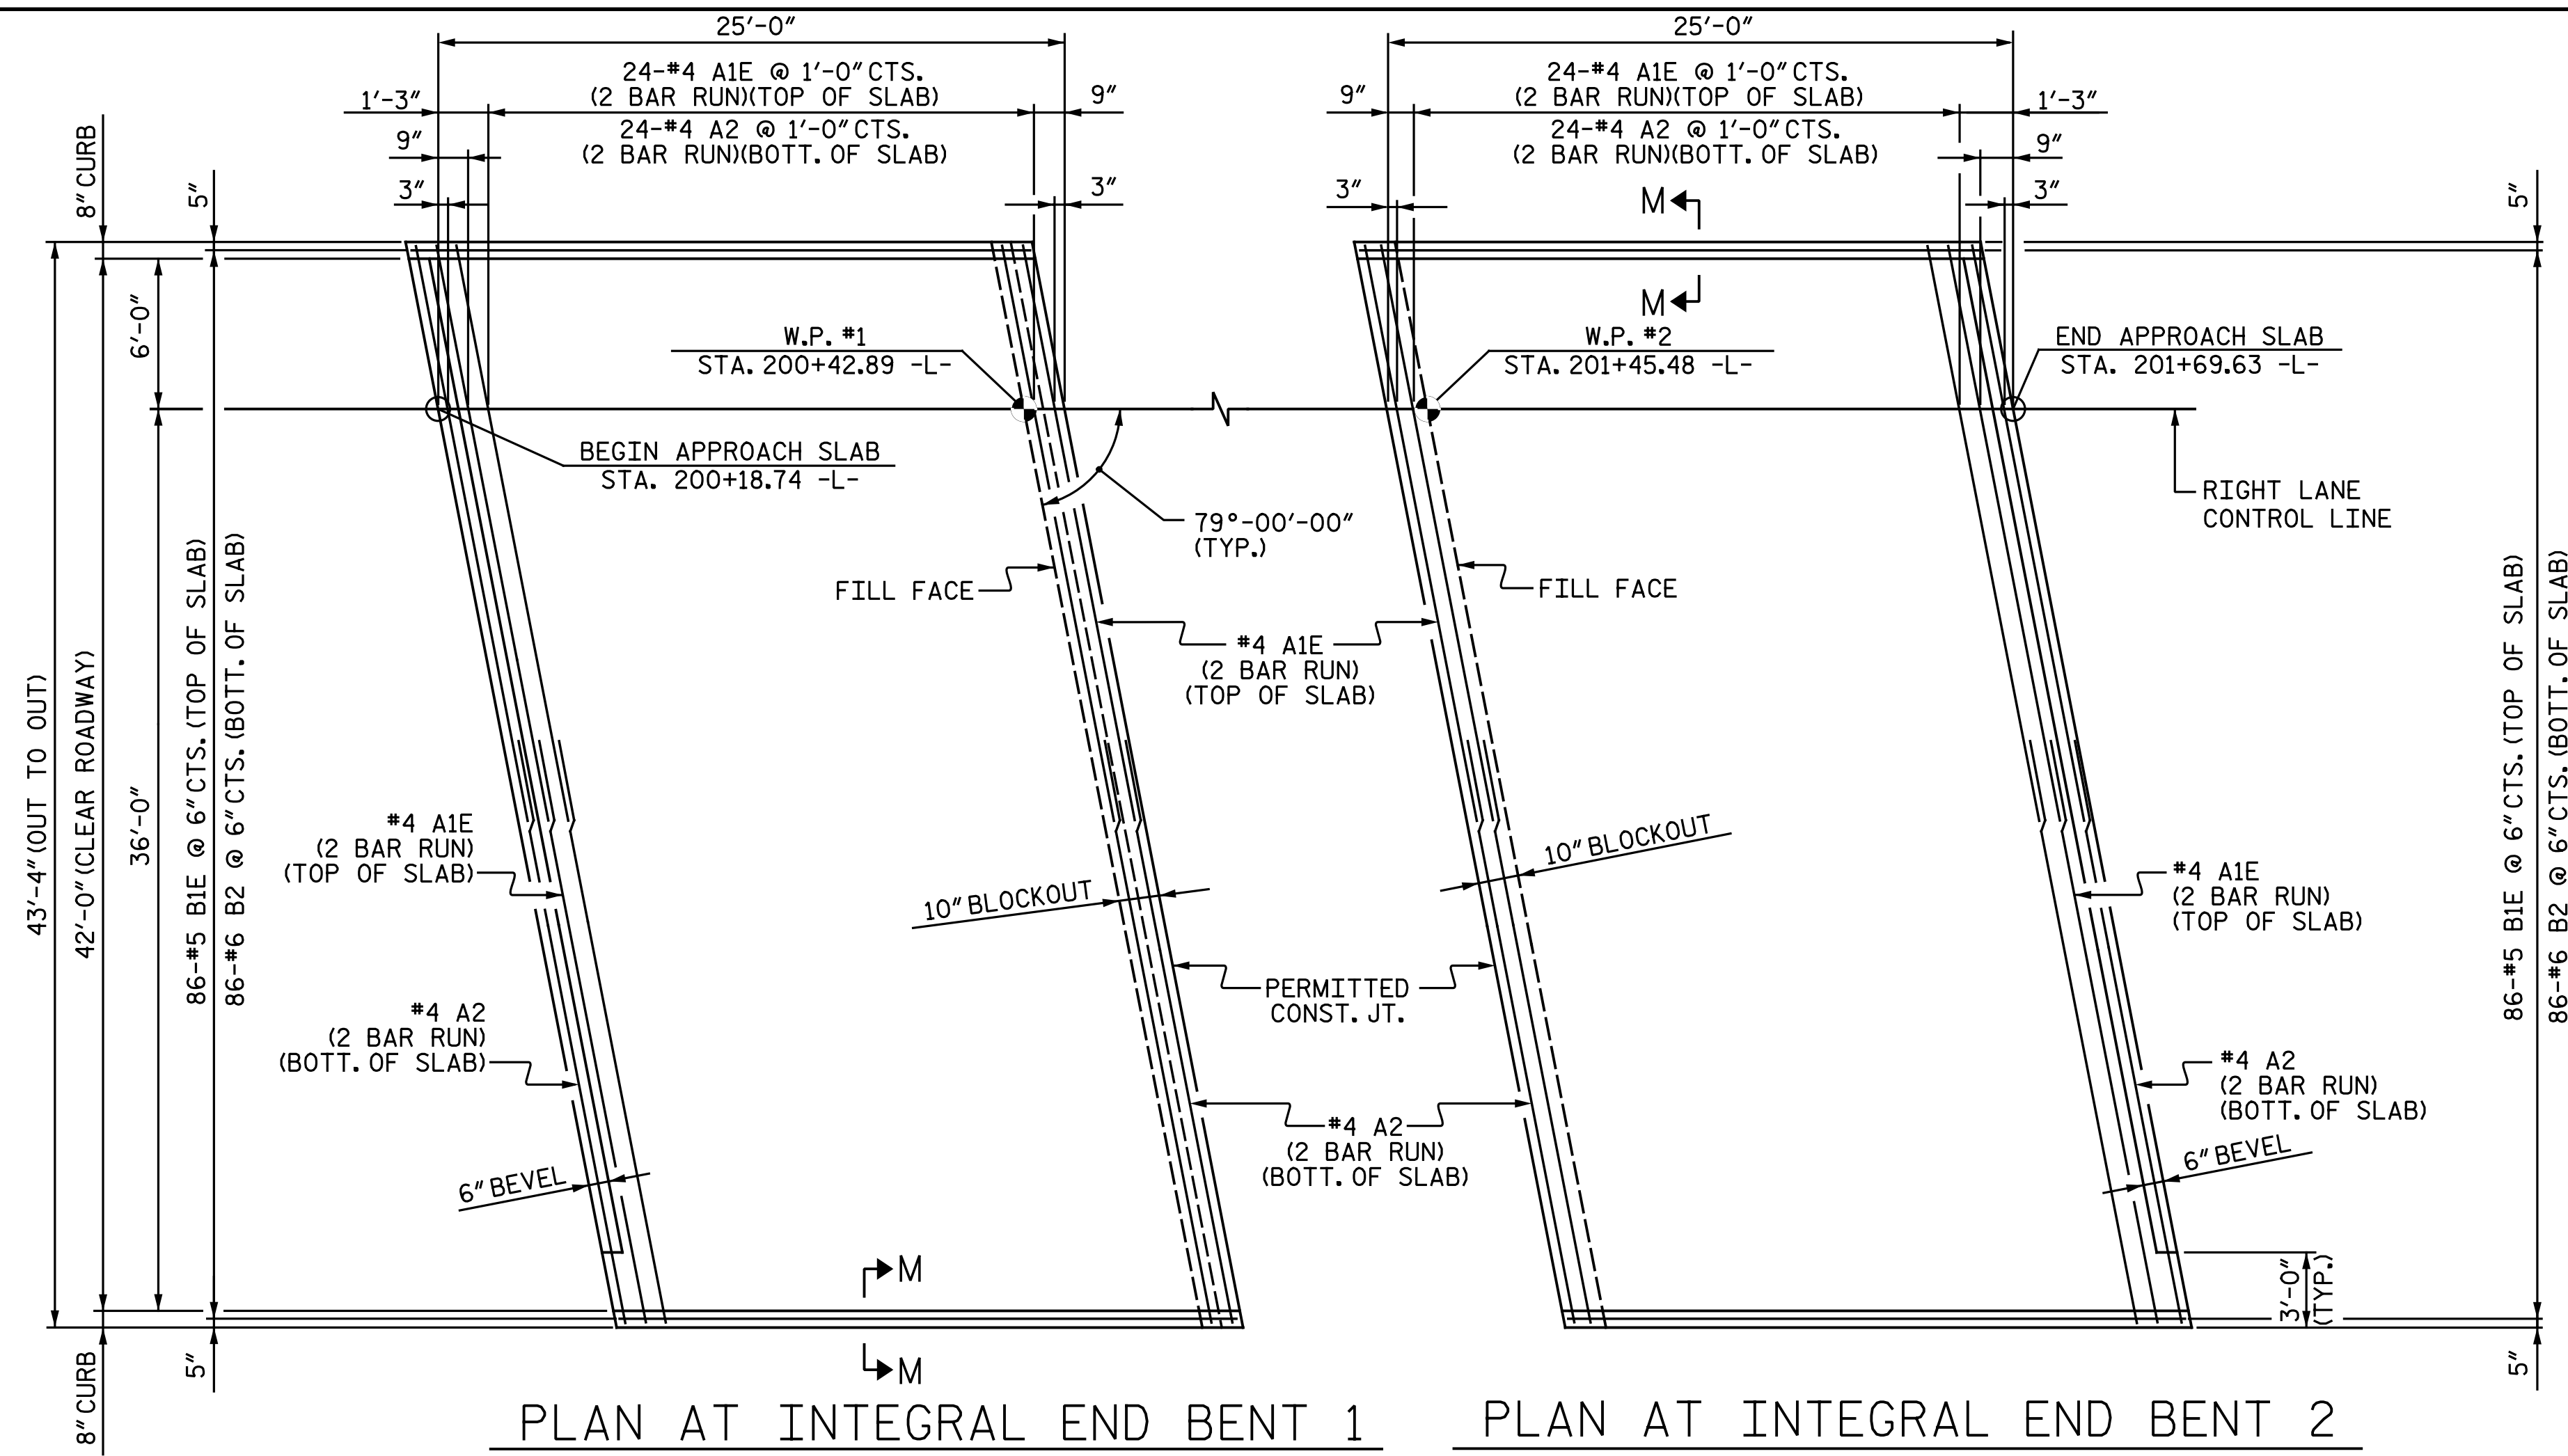 25'-0"
24-#4 A1E @ 1'-0" CTS.
(2 BAR RUN)(TOP OF SLAB)
1'-3"
9"
24-#4 A2 @ 1'-0" CTS.
(2 BAR RUN)(BOTT. OF SLAB)
9"
3"
3"
25'-0"
24-#4 A1E @ 1'-0" CTS.
(2 BAR RUN)(TOP OF SLAB)
9"
1'-3"
24-#4 A2 @ 1'-0" CTS.
(2 BAR RUN)(BOTT. OF SLAB)
9"
3"
3"
M
M
8" CURB
5"
5"
6'-0"
W.P. #1
STA. 200+42.89 -L-
W.P. #2
STA. 201+45.48 -L-
END APPROACH SLAB
STA. 201+69.63 -L-
BEGIN APPROACH SLAB
STA. 200+18.74 -L-
RIGHT LANE
CONTROL LINE
79°-00'-00"
(TYP.)
FILL FACE
FILL FACE
#4 A1E
(2 BAR RUN)
(TOP OF SLAB)
43'-4" (OUT TO OUT)
42'-0" (CLEAR ROADWAY)
36'-0"
86-#5 B1E @ 6" CTS. (TOP OF SLAB)
86-#6 B2 @ 6" CTS. (BOTT. OF SLAB)
86-#5 B1E @ 6" CTS. (TOP OF SLAB)
86-#6 B2 @ 6" CTS. (BOTT. OF SLAB)
#4 A1E
(2 BAR RUN)
(TOP OF SLAB)
10" BLOCKOUT
10" BLOCKOUT
#4 A1E
(2 BAR RUN)
(TOP OF SLAB)
PERMITTED
CONST. JT.
#4 A2
(2 BAR RUN)
(BOTT. OF SLAB)
#4 A2
(2 BAR RUN)
(BOTT. OF SLAB)
#4 A2
(2 BAR RUN)
(BOTT. OF SLAB)
6" BEVEL
6" BEVEL
3'-0"
(TYP.)
M
M
8" CURB
5"
5"
PLAN AT INTEGRAL END BENT 1
PLAN AT INTEGRAL END BENT 2